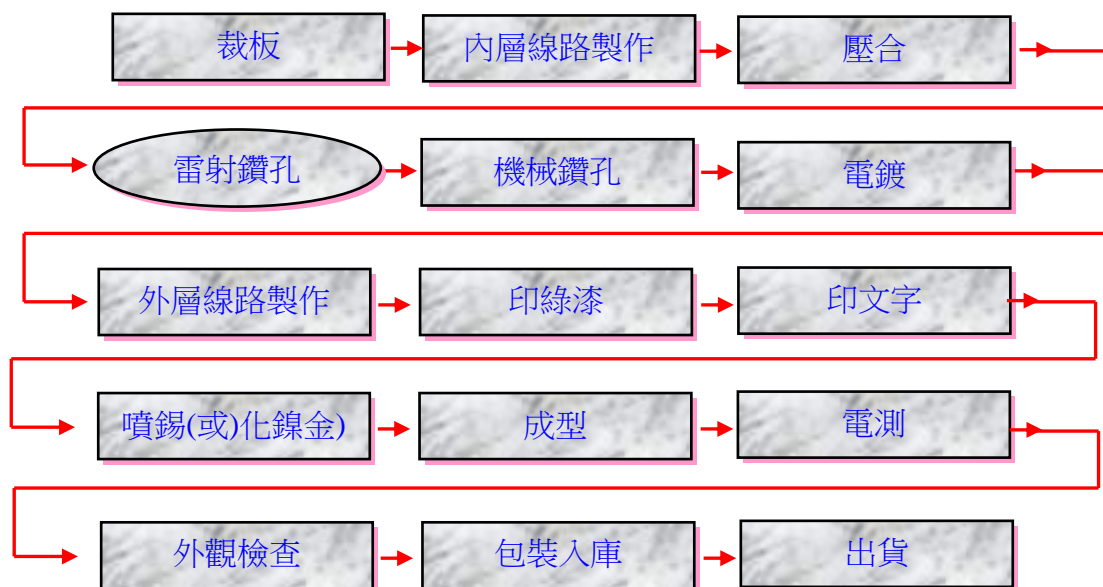 裁板
內層線路製作
壓合
雷射鑽孔
機械鑽孔
電鍍
外層線路製作
印綠漆
印文字
噴錫(或)化鎳金)
成型
電測
外觀檢查
包裝入庫
出貨